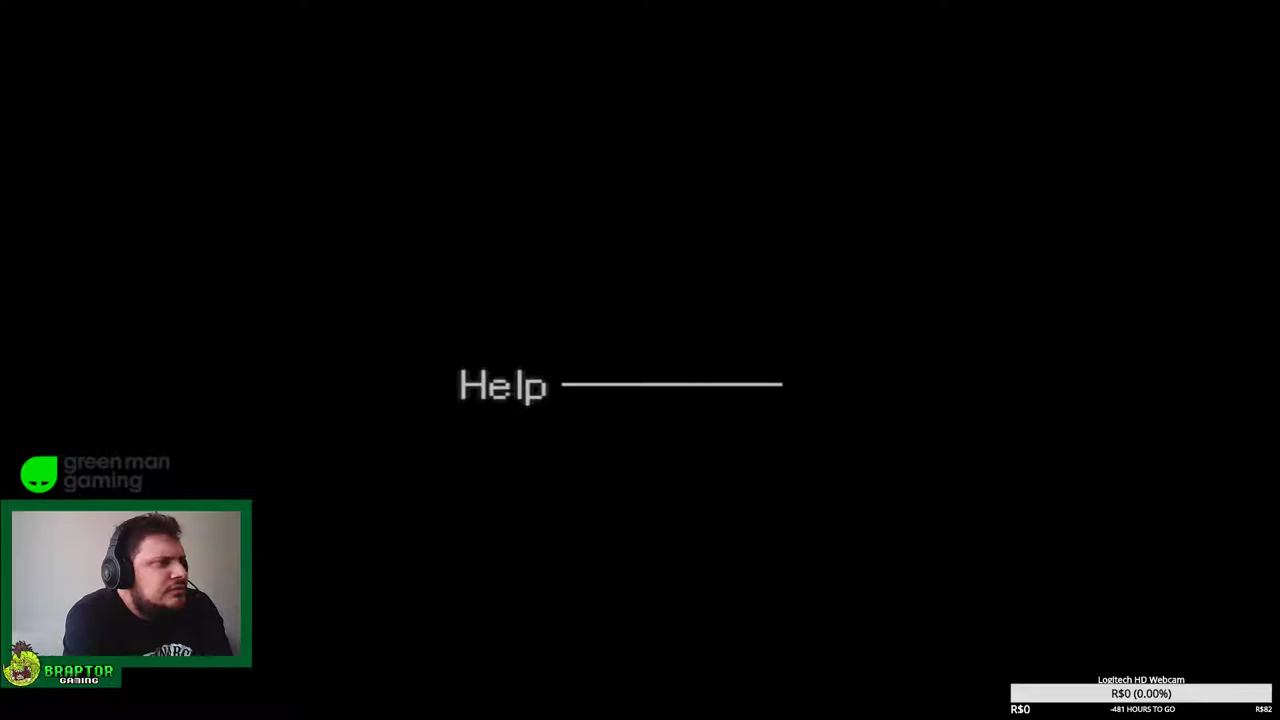 Help
green man
gaming
BRAPTOR
GAMING
Logitech HD Webcam
R$0 (0.00%)
R$0 -481 HOURS TO GO R$82